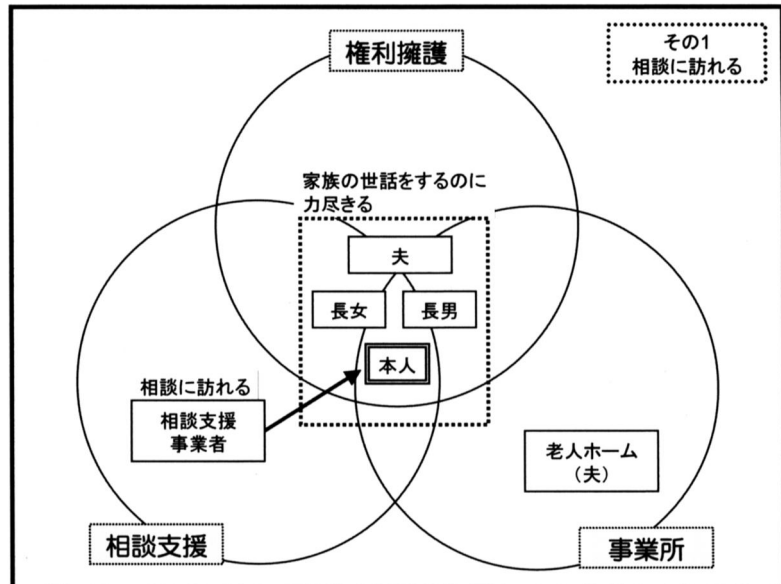 権利擁護
その1
相談に訪れる
家族の世話をするのに
力尽きる
夫
長女
長男
本人
相談に訪れる
相談支援
事業者
老人ホーム
（夫）
相談支援
事業所